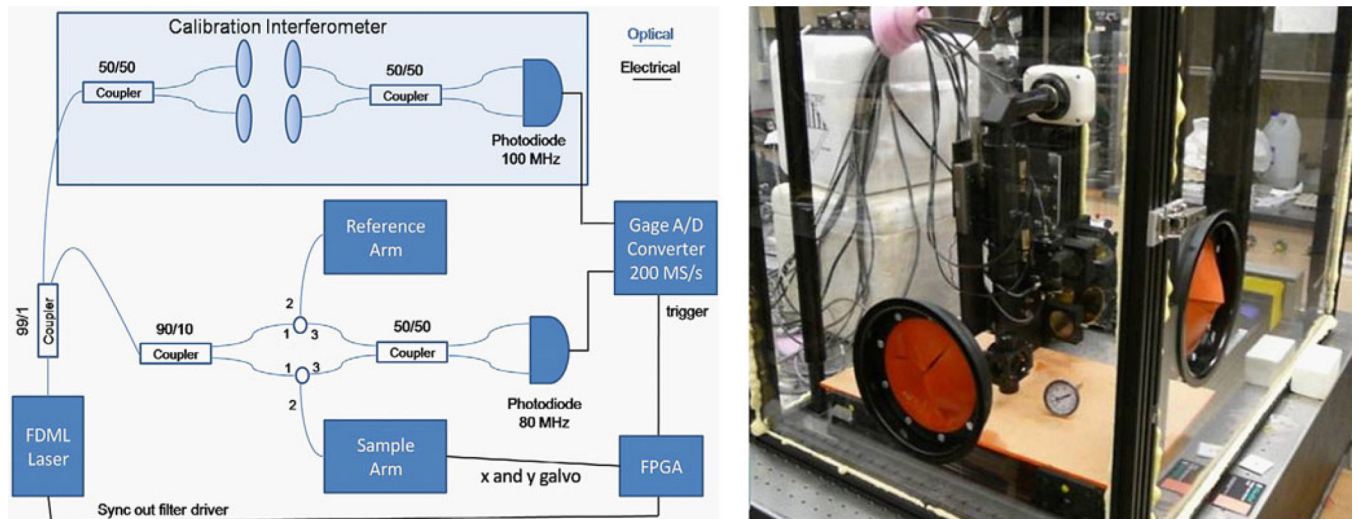 Calibration Interferometer
Optical
Electrical
50/50
Coupler
50/50
Coupler
Photodiode
100 MHz
Reference
Arm
Gage A/D
Converter
200 MS/s
trigger
99/1
Coupler
90/10
Coupler
2
1
3
50/50
Coupler
1
3
2
Photodiode
80 MHz
FDML
Laser
Sample
Arm
x and y galvo
FPGA
Sync out filter driver